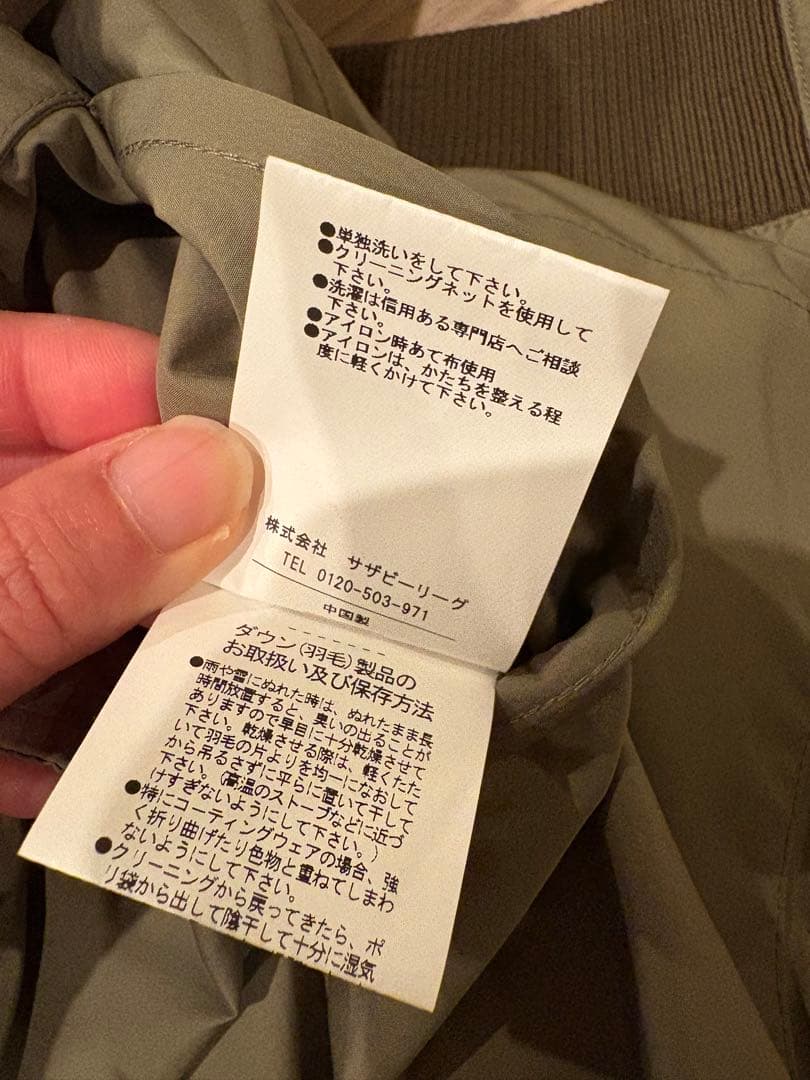 ●単独洗いをして下さい。
●クリーニングネットを使用して
下さい。
●洗濯は信用ある専門店へご相談
下さい。
●アイロン時あて布使用
●アイロンは、かたちを整える程
度に軽くかけて下さい。
株式会社 サザビーリーグ
TEL 0120-503-971
中国製
ダウン(羽毛)製品の
お取扱い及び保存方法
●雨や雪にぬれた時は、ぬれたまま長
時間放置すると、臭いの出ることが
ありますので早目に十分乾燥させて
下さい。乾燥させる際は、軽くたた
いて羽毛の片よりを均一になおして
から吊るさずに平らに置いて干して
下さい。(高温のストーブなどに近づ
けすぎないようにして下さい。)
●特にコーティングウェアの場合、強
く折り曲げたり色物と重ねてしまわ
ないようにして下さい。
●クリーニングから戻ってきたら、ポ
リ袋から出して陰干して十分に湿気